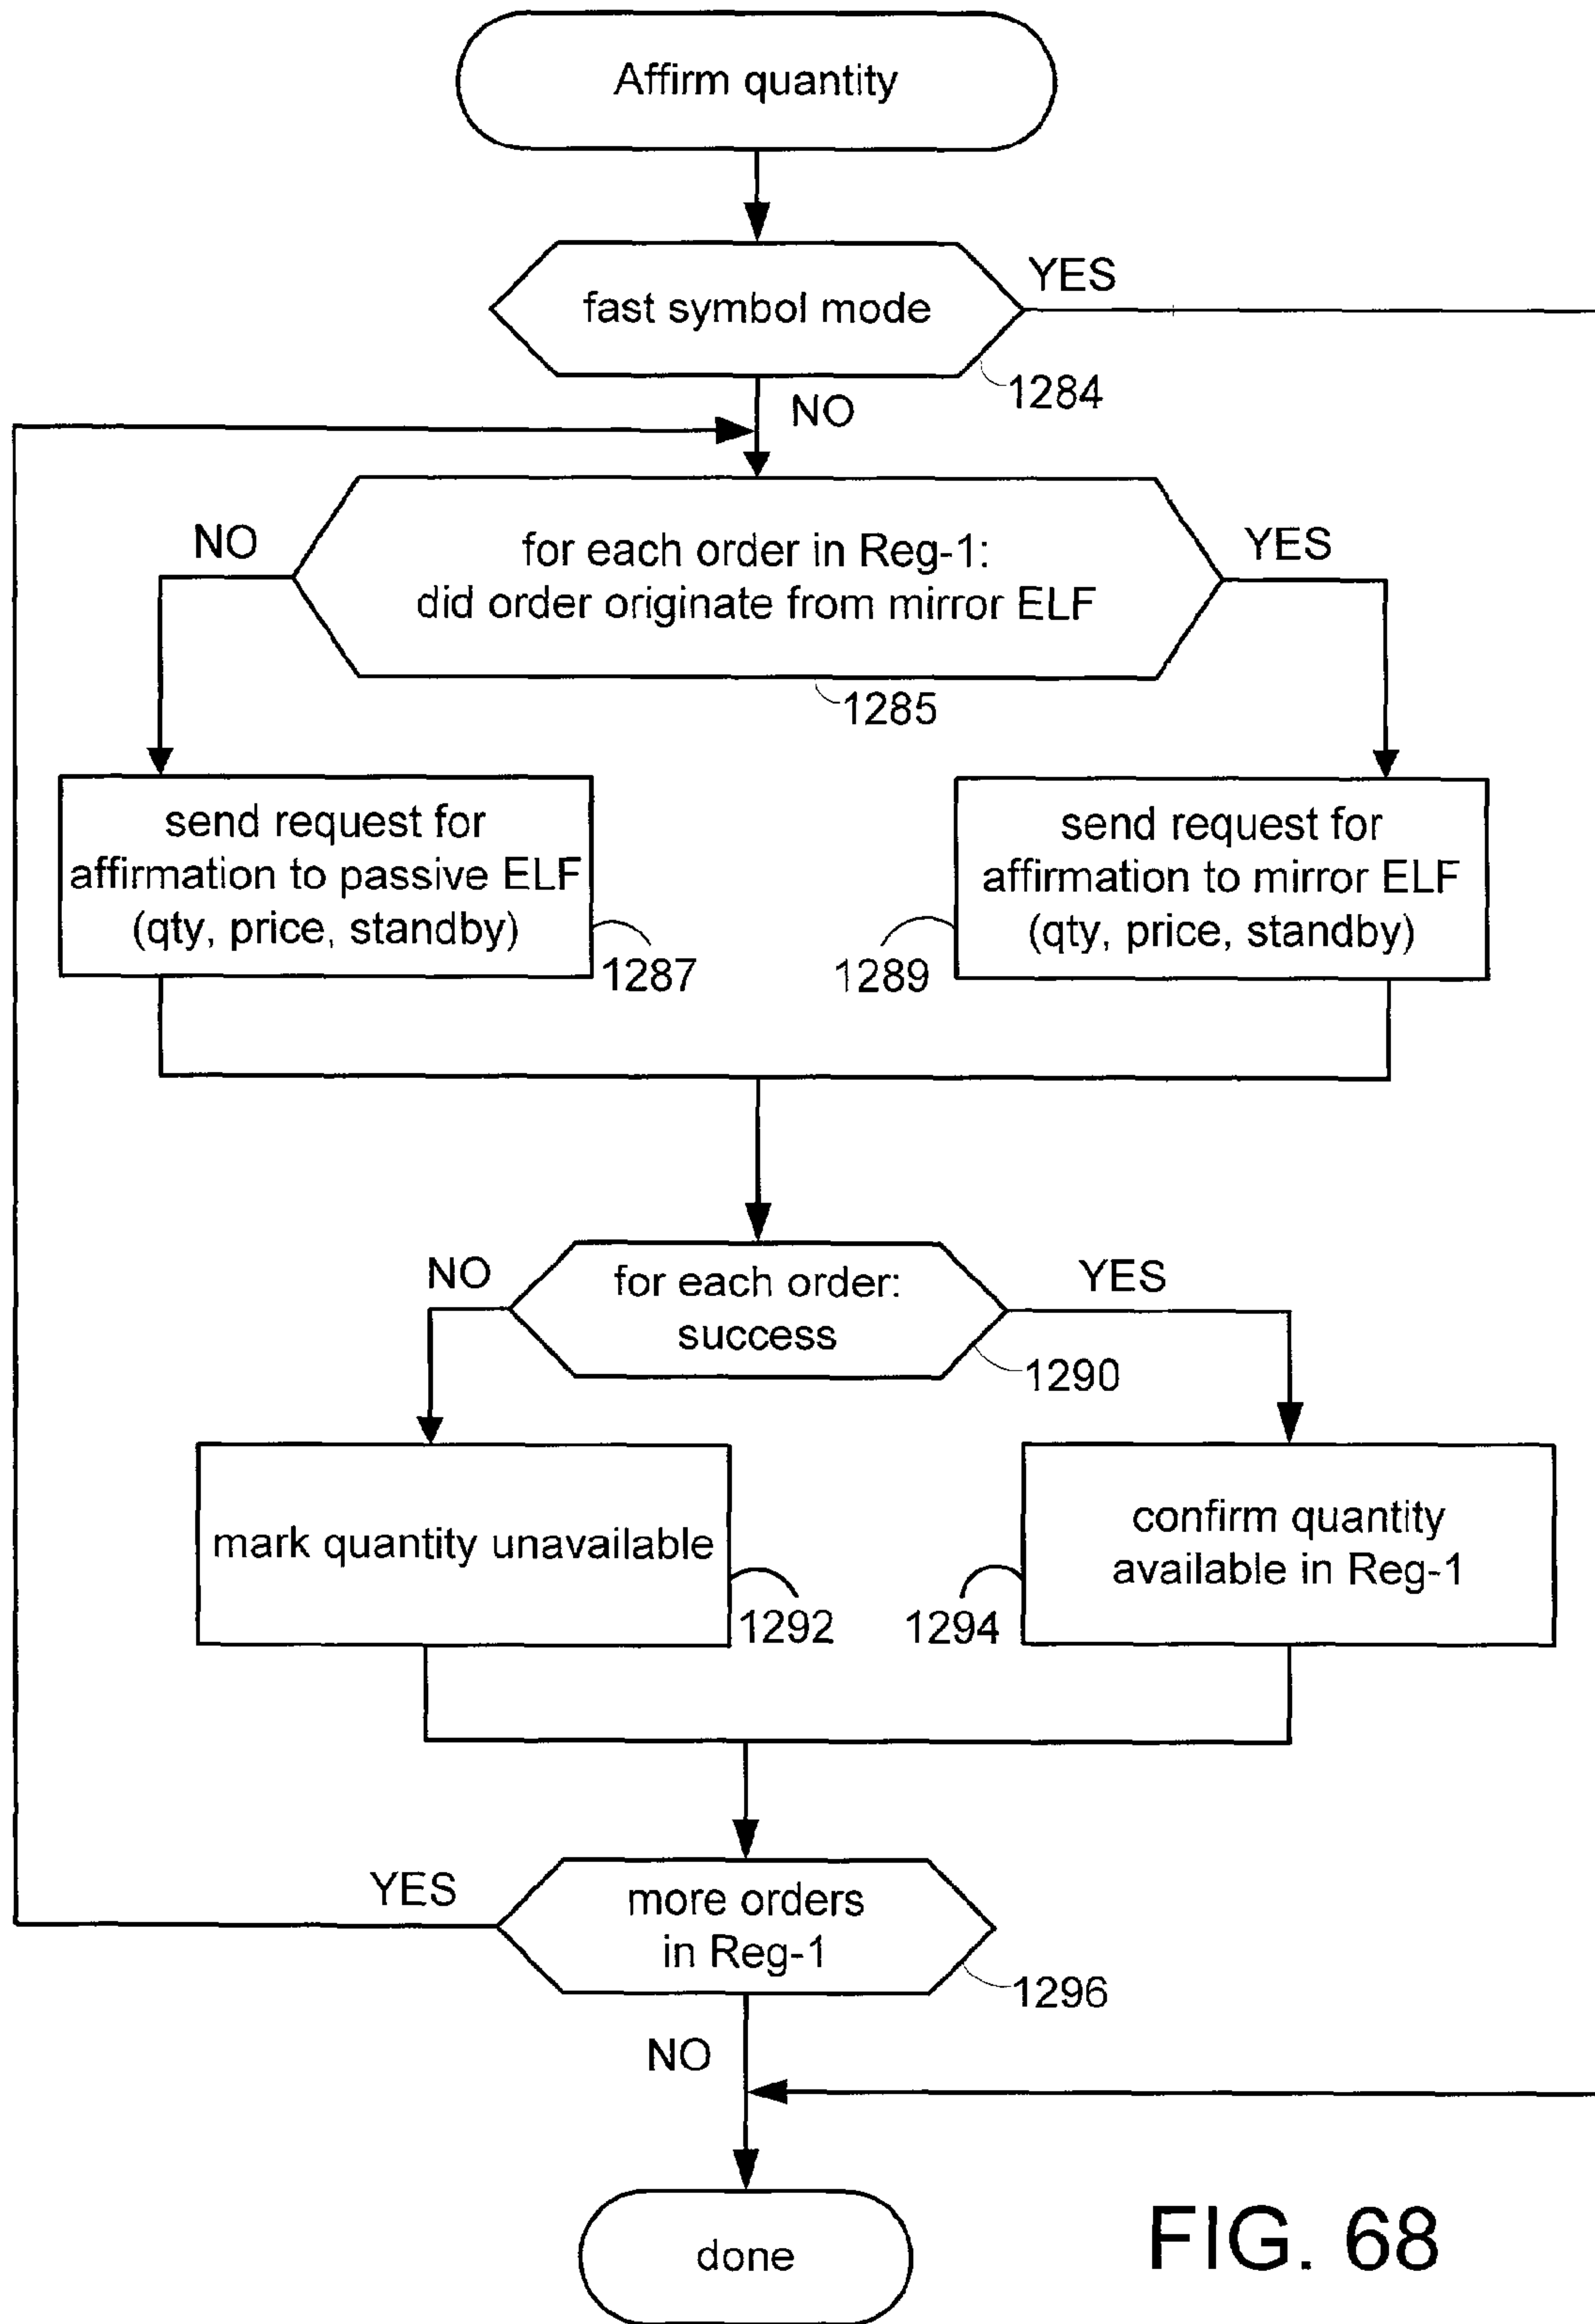 Affirm quantity
fast symbol mode
YES
1284
NO
for each order in Reg-1:
did order originate from mirror ELF
NO
YES
1285
send request for
affirmation to passive ELF
(qty, price, standby)
1287
send request for
affirmation to mirror ELF
(qty, price, standby)
1289
for each order:
success
NO
YES
1290
mark quantity unavailable
1292
confirm quantity
available in Reg-1
1294
more orders
in Reg-1
YES
1296
NO
done
FIG. 68